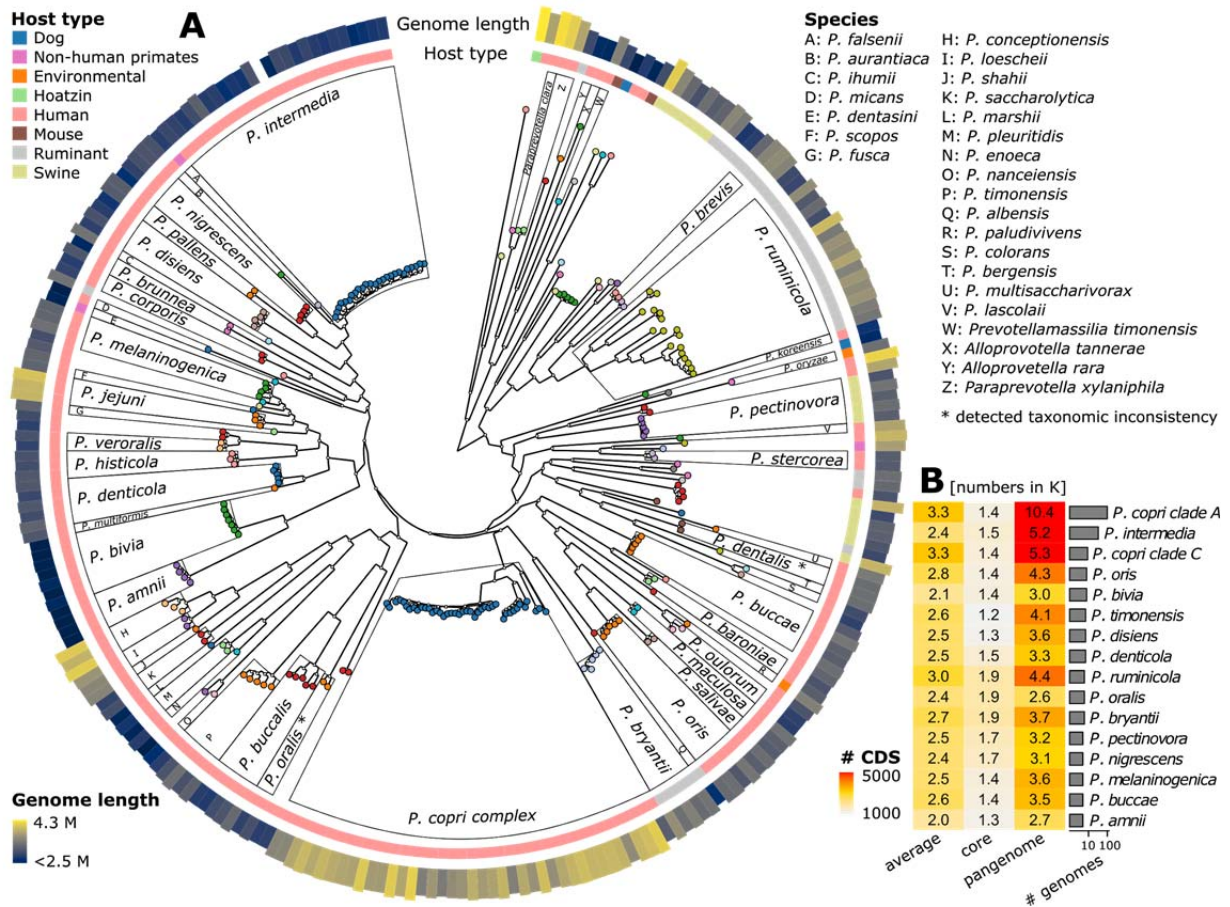 A
Host type
Dog
Non-human primates
Environmental
Hoatzin
Human
Mouse
Ruminant
Swine
Genome length
Host type
Species
A: P. falsenii
B: P. aurantiaca
C: P. ihumii
D: P. micans
E: P. dentasini
F: P. scopos
G: P. fusca
H: P. conceptionensis
I: P. loescheii
J: P. shahii
K: P. saccharolytica
L: P. marshii
M: P. pleuritidis
N: P. enoeca
O: P. nanceiensis
P: P. timonensis
Q: P. albensis
R: P. paludivivens
S: P. colorans
T: P. bergensis
U: P. multisaccharivorax
V: P. lascolaii
W: Prevotellamassilia timonensis
X: Alloprovotella tannerae
Y: Alloprovetella rara
Z: Paraprevotella xylaniphila
* detected taxonomic inconsistency
P. intermedia
A
B
P. nigrescens
P. pallens
P. disiens
C
P. brunnea
P. corporis
D
E
P. melaninogenica
F
P. jejuni
G
P. veroralis
P. histicola
P. denticola
P. multiformis
P. bivia
P. amnii
H
I
J
K
L
M
N
O
P
P. buccalis
P. oralis *
P. copri complex
P. bryantii
Q
P. oris
P. salivae
P. maculosa
P. oulorum
R
P. baroniae
P. buccae
S
T
U
P. dentalis *
P. stercorea
V
P. pectinovora
P. oryzae
P. koreensis
P. ruminicola
P. brevis
W
X
Y
Z
Paraprevotella clara
Genome length
4.3 M
<2.5 M
B [numbers in K]
3.3 1.4 10.4 P. copri clade A
2.4 1.5 5.2 P. intermedia
3.3 1.4 5.3 P. copri clade C
2.8 1.4 4.3 P. oris
2.1 1.4 3.0 P. bivia
2.6 1.2 4.1 P. timonensis
2.5 1.3 3.6 P. disiens
2.5 1.5 3.3 P. denticola
3.0 1.9 4.4 P. ruminicola
2.4 1.9 2.6 P. oralis
2.7 1.9 3.7 P. bryantii
2.5 1.7 3.2 P. pectinovora
2.4 1.7 3.1 P. nigrescens
2.5 1.4 3.6 P. melaninogenica
2.6 1.4 3.5 P. buccae
2.0 1.3 2.7 P. amnii
average core pangenome
10 100
# genomes
# CDS
5000
1000